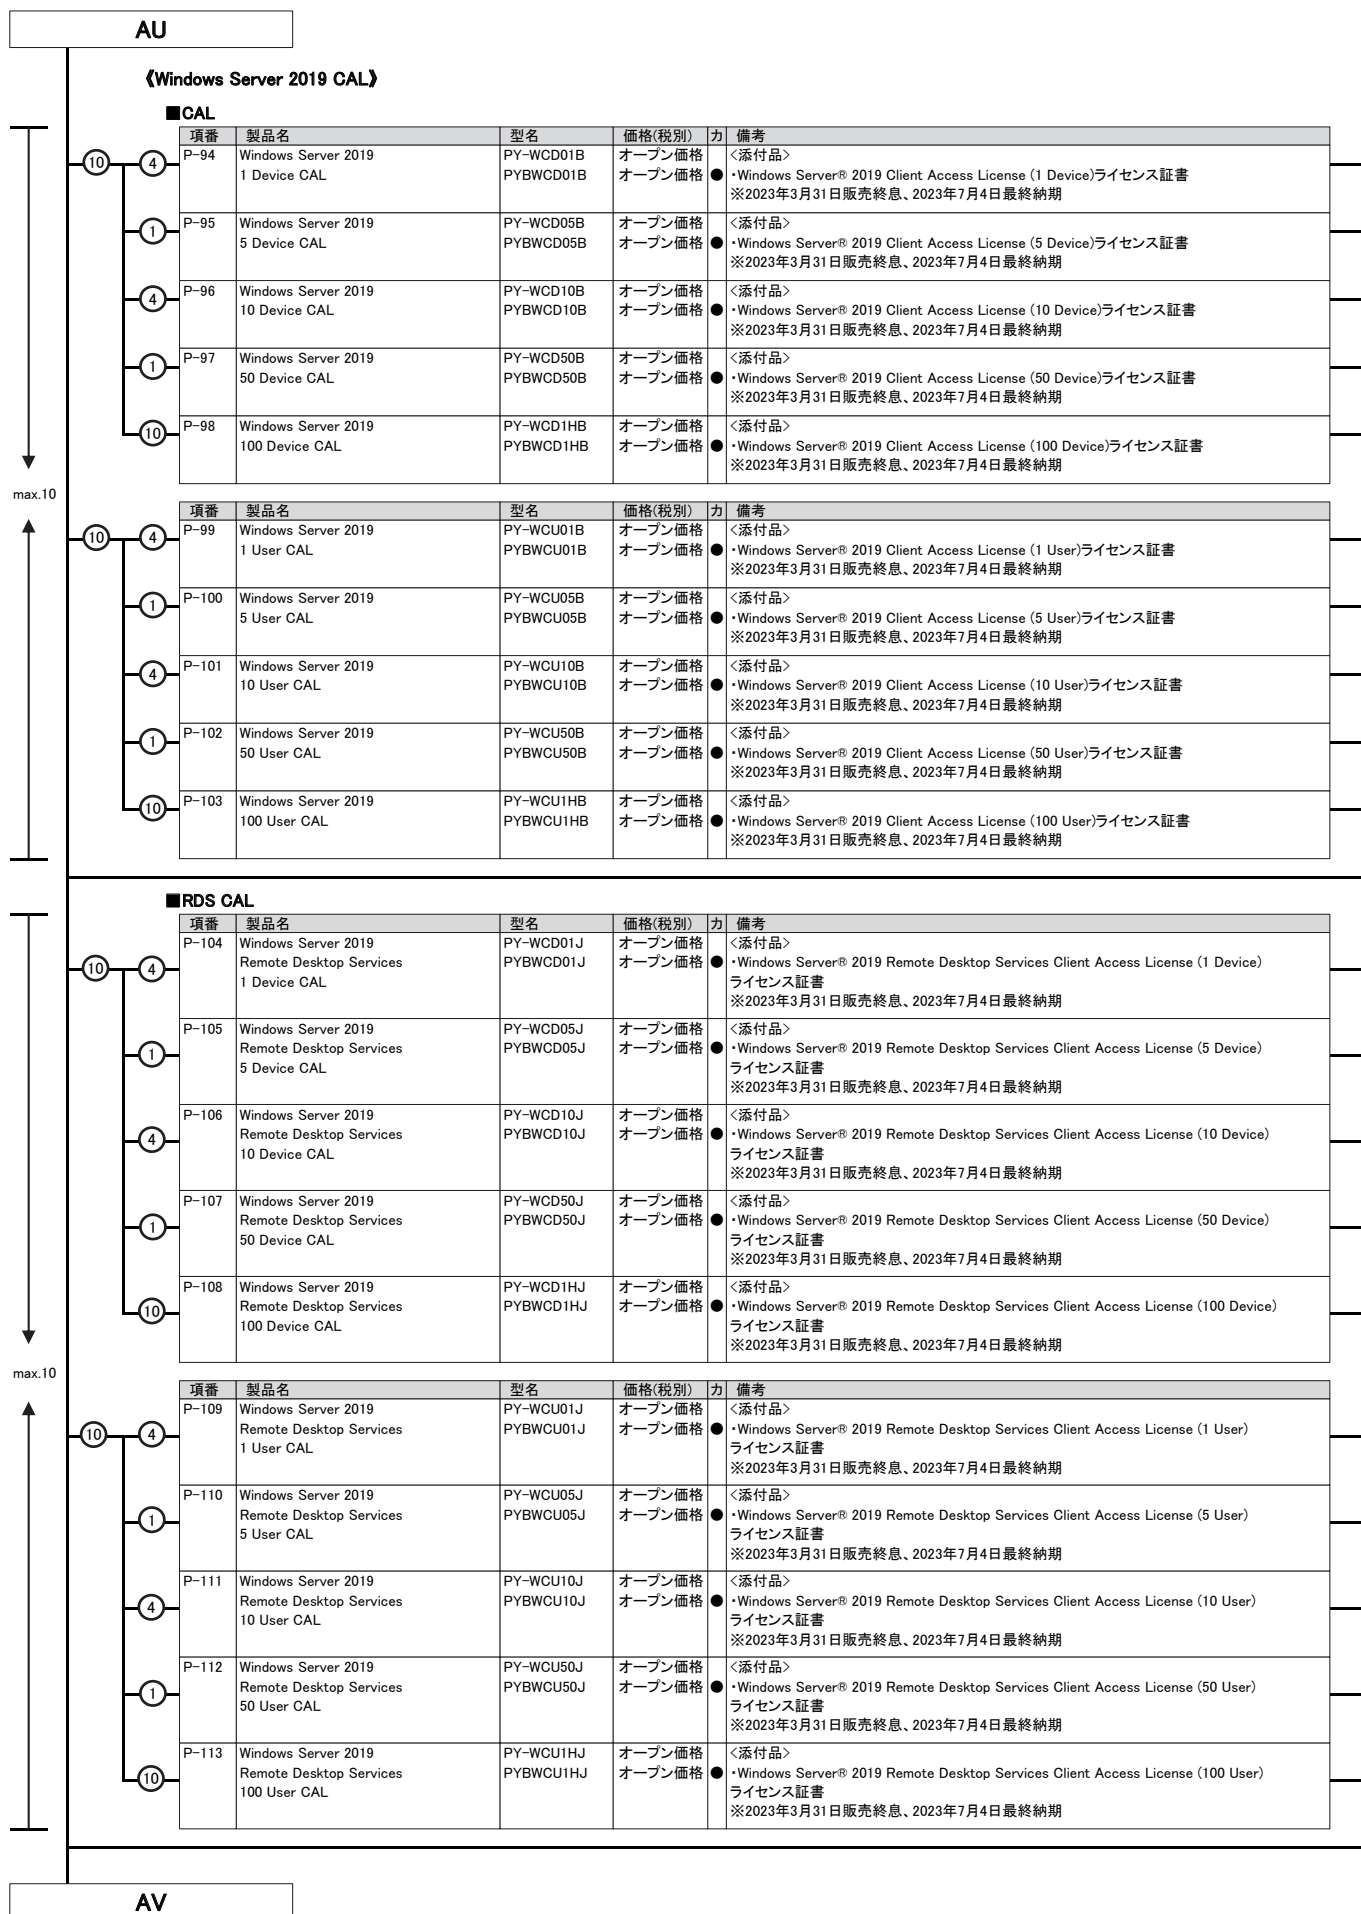 AU
《Windows Server 2019 CAL》
■CAL
項番 製品名 型名 価格(税別) カ 備考
10 4 P-94 Windows Server 2019 PY-WCD01B オープン価格 <添付品>
1 Device CAL PYBWCD01B オープン価格 ● ・Windows Server® 2019 Client Access License (1 Device)ライセンス証書
※2023年3月31日販売終息、2023年7月4日最終納期
1 P-95 Windows Server 2019 PY-WCD05B オープン価格 <添付品>
5 Device CAL PYBWCD05B オープン価格 ● ・Windows Server® 2019 Client Access License (5 Device)ライセンス証書
※2023年3月31日販売終息、2023年7月4日最終納期
4 P-96 Windows Server 2019 PY-WCD10B オープン価格 <添付品>
10 Device CAL PYBWCD10B オープン価格 ● ・Windows Server® 2019 Client Access License (10 Device)ライセンス証書
※2023年3月31日販売終息、2023年7月4日最終納期
1 P-97 Windows Server 2019 PY-WCD50B オープン価格 <添付品>
50 Device CAL PYBWCD50B オープン価格 ● ・Windows Server® 2019 Client Access License (50 Device)ライセンス証書
※2023年3月31日販売終息、2023年7月4日最終納期
10 P-98 Windows Server 2019 PY-WCD1HB オープン価格 <添付品>
100 Device CAL PYBWCD1HB オープン価格 ● ・Windows Server® 2019 Client Access License (100 Device)ライセンス証書
※2023年3月31日販売終息、2023年7月4日最終納期
max.10
項番 製品名 型名 価格(税別) カ 備考
10 4 P-99 Windows Server 2019 PY-WCU01B オープン価格 <添付品>
1 User CAL PYBWCU01B オープン価格 ● ・Windows Server® 2019 Client Access License (1 User)ライセンス証書
※2023年3月31日販売終息、2023年7月4日最終納期
1 P-100 Windows Server 2019 PY-WCU05B オープン価格 <添付品>
5 User CAL PYBWCU05B オープン価格 ● ・Windows Server® 2019 Client Access License (5 User)ライセンス証書
※2023年3月31日販売終息、2023年7月4日最終納期
4 P-101 Windows Server 2019 PY-WCU10B オープン価格 <添付品>
10 User CAL PYBWCU10B オープン価格 ● ・Windows Server® 2019 Client Access License (10 User)ライセンス証書
※2023年3月31日販売終息、2023年7月4日最終納期
1 P-102 Windows Server 2019 PY-WCU50B オープン価格 <添付品>
50 User CAL PYBWCU50B オープン価格 ● ・Windows Server® 2019 Client Access License (50 User)ライセンス証書
※2023年3月31日販売終息、2023年7月4日最終納期
10 P-103 Windows Server 2019 PY-WCU1HB オープン価格 <添付品>
100 User CAL PYBWCU1HB オープン価格 ● ・Windows Server® 2019 Client Access License (100 User)ライセンス証書
※2023年3月31日販売終息、2023年7月4日最終納期
■RDS CAL
項番 製品名 型名 価格(税別) カ 備考
P-104 Windows Server 2019 PY-WCD01J オープン価格 <添付品>
10 4 Remote Desktop Services PYBWCD01J オープン価格 ● ・Windows Server® 2019 Remote Desktop Services Client Access License (1 Device)
1 Device CAL ライセンス証書
※2023年3月31日販売終息、2023年7月4日最終納期
P-105 Windows Server 2019 PY-WCD05J オープン価格 <添付品>
1 Remote Desktop Services PYBWCD05J オープン価格 ● ・Windows Server® 2019 Remote Desktop Services Client Access License (5 Device)
5 Device CAL ライセンス証書
※2023年3月31日販売終息、2023年7月4日最終納期
P-106 Windows Server 2019 PY-WCD10J オープン価格 <添付品>
4 Remote Desktop Services PYBWCD10J オープン価格 ● ・Windows Server® 2019 Remote Desktop Services Client Access License (10 Device)
10 Device CAL ライセンス証書
※2023年3月31日販売終息、2023年7月4日最終納期
P-107 Windows Server 2019 PY-WCD50J オープン価格 <添付品>
1 Remote Desktop Services PYBWCD50J オープン価格 ● ・Windows Server® 2019 Remote Desktop Services Client Access License (50 Device)
50 Device CAL ライセンス証書
※2023年3月31日販売終息、2023年7月4日最終納期
P-108 Windows Server 2019 PY-WCD1HJ オープン価格 <添付品>
10 Remote Desktop Services PYBWCD1HJ オープン価格 ● ・Windows Server® 2019 Remote Desktop Services Client Access License (100 Device)
100 Device CAL ライセンス証書
※2023年3月31日販売終息、2023年7月4日最終納期
max.10
項番 製品名 型名 価格(税別) カ 備考
P-109 Windows Server 2019 PY-WCU01J オープン価格 <添付品>
10 4 Remote Desktop Services PYBWCU01J オープン価格 ● ・Windows Server® 2019 Remote Desktop Services Client Access License (1 User)
1 User CAL ライセンス証書
※2023年3月31日販売終息、2023年7月4日最終納期
P-110 Windows Server 2019 PY-WCU05J オープン価格 <添付品>
1 Remote Desktop Services PYBWCU05J オープン価格 ● ・Windows Server® 2019 Remote Desktop Services Client Access License (5 User)
5 User CAL ライセンス証書
※2023年3月31日販売終息、2023年7月4日最終納期
P-111 Windows Server 2019 PY-WCU10J オープン価格 <添付品>
4 Remote Desktop Services PYBWCU10J オープン価格 ● ・Windows Server® 2019 Remote Desktop Services Client Access License (10 User)
10 User CAL ライセンス証書
※2023年3月31日販売終息、2023年7月4日最終納期
P-112 Windows Server 2019 PY-WCU50J オープン価格 <添付品>
1 Remote Desktop Services PYBWCU50J オープン価格 ● ・Windows Server® 2019 Remote Desktop Services Client Access License (50 User)
50 User CAL ライセンス証書
※2023年3月31日販売終息、2023年7月4日最終納期
P-113 Windows Server 2019 PY-WCU1HJ オープン価格 <添付品>
10 Remote Desktop Services PYBWCU1HJ オープン価格 ● ・Windows Server® 2019 Remote Desktop Services Client Access License (100 User)
100 User CAL ライセンス証書
※2023年3月31日販売終息、2023年7月4日最終納期
AV